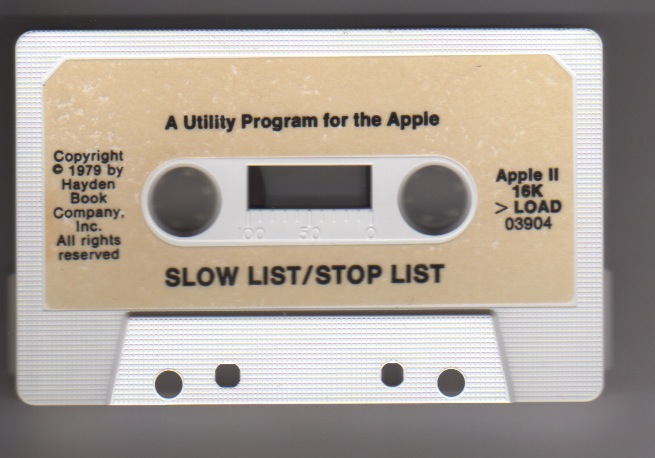 A Utility Program for the Apple
Copyright
© 1979 by
Hayden
Book
Company,
Inc.
All rights
reserved
Apple II
16K
> LOAD
03904
100 50 0
SLOW LIST/STOP LIST